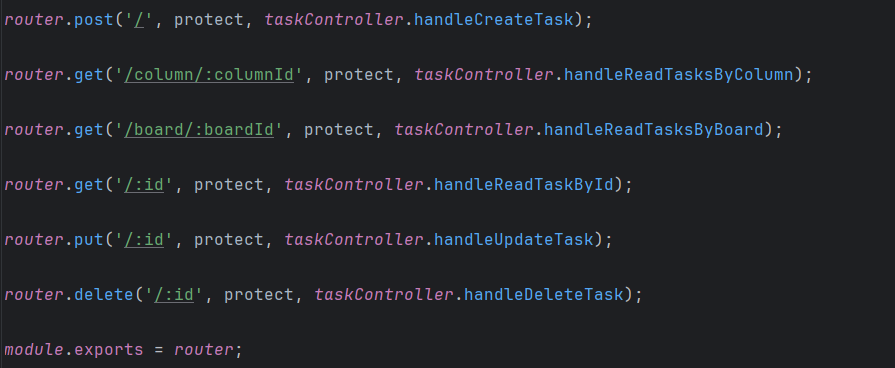 router.post('/', protect, taskController.handleCreateTask);
router.get('/column/:columnId', protect, taskController.handleReadTasksByColumn);
router.get('/board/:boardId', protect, taskController.handleReadTasksByBoard);
router.get('/:id', protect, taskController.handleReadTaskById);
router.put('/:id', protect, taskController.handleUpdateTask);
router.delete('/:id', protect, taskController.handleDeleteTask);
module.exports = router;